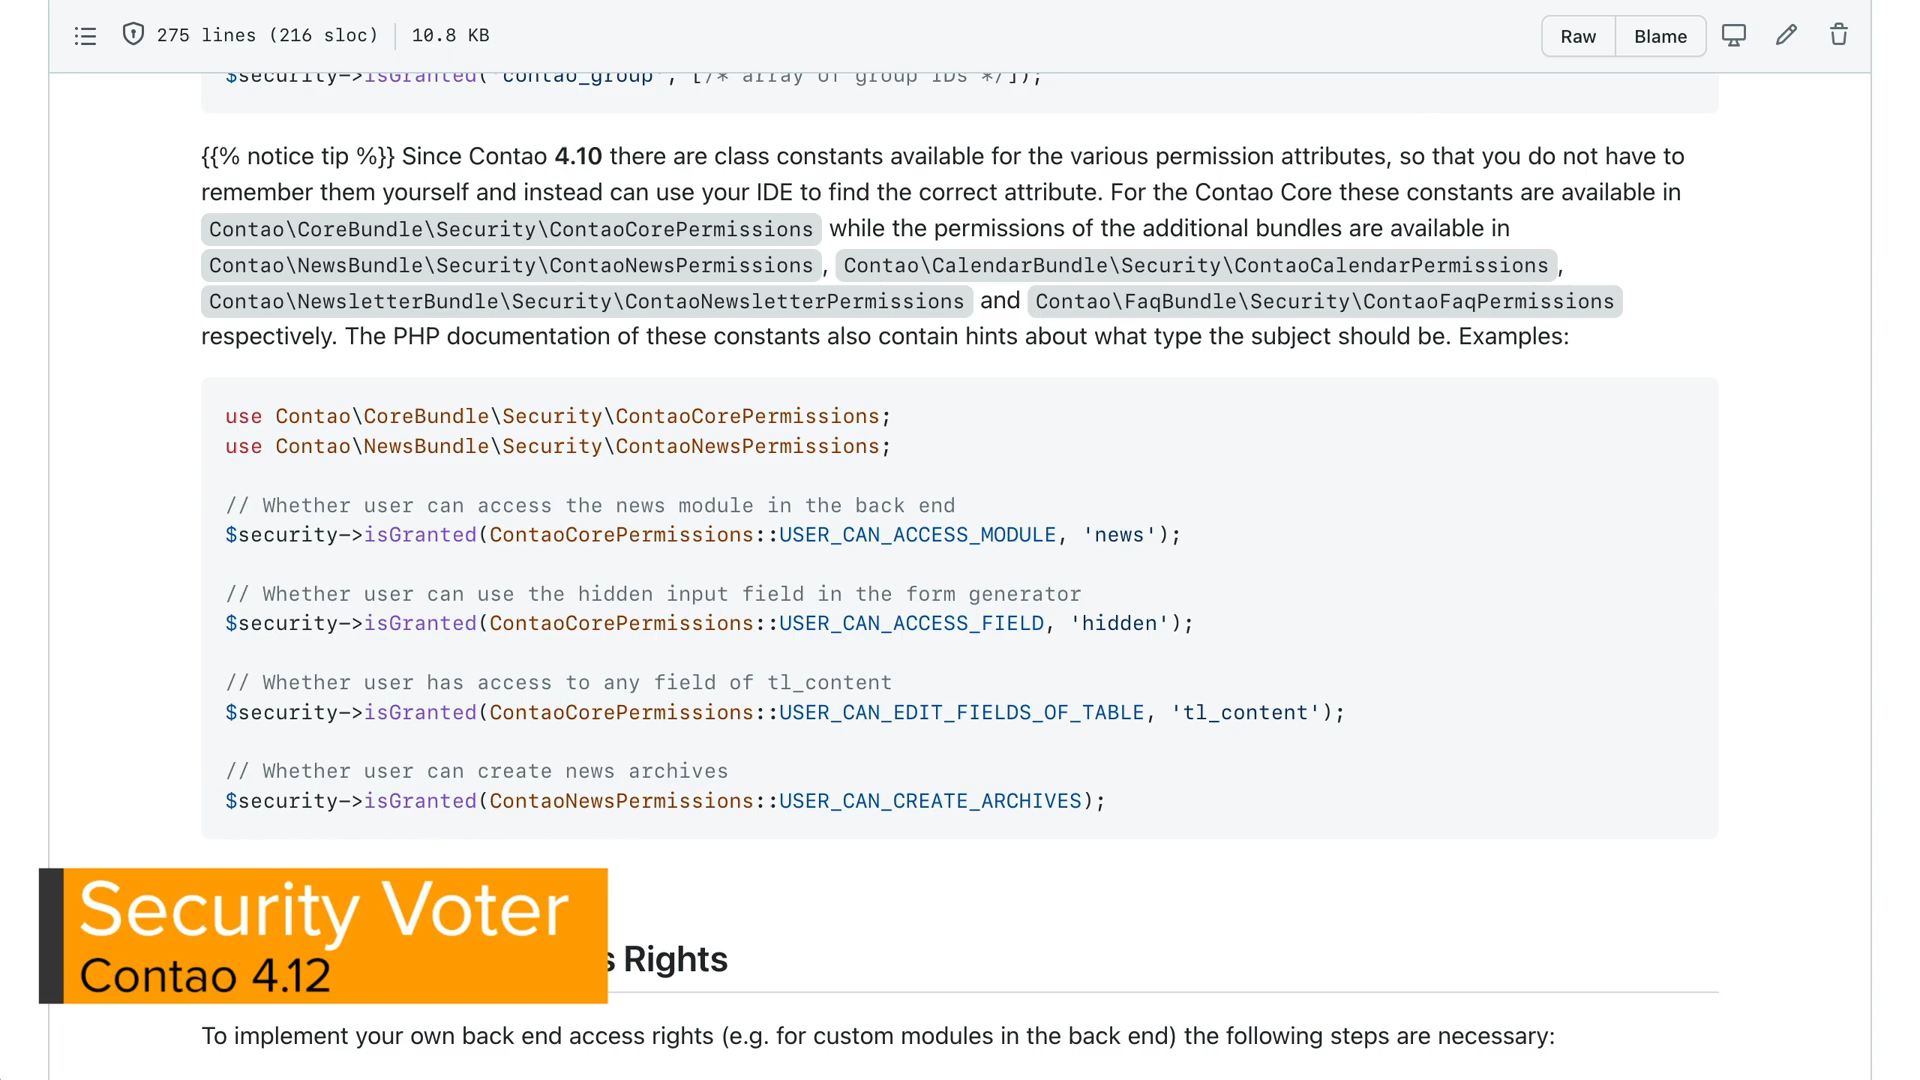 275 lines (216 sloc) 10.8 KB Raw Blame
$security->isGranted('contao_group', [/* array of group IDs */]);
{{% notice tip %}} Since Contao 4.10 there are class constants available for the various permission attributes, so that you do not have to
remember them yourself and instead can use your IDE to find the correct attribute. For the Contao Core these constants are available in
Contao\CoreBundle\Security\ContaoCorePermissions while the permissions of the additional bundles are available in
Contao\NewsBundle\Security\ContaoNewsPermissions , Contao\CalendarBundle\Security\ContaoCalendarPermissions ,
Contao\NewsletterBundle\Security\ContaoNewsletterPermissions and Contao\FaqBundle\Security\ContaoFaqPermissions
respectively. The PHP documentation of these constants also contain hints about what type the subject should be. Examples:
use Contao\CoreBundle\Security\ContaoCorePermissions;
use Contao\NewsBundle\Security\ContaoNewsPermissions;
// Whether user can access the news module in the back end
$security->isGranted(ContaoCorePermissions::USER_CAN_ACCESS_MODULE, 'news');
// Whether user can use the hidden input field in the form generator
$security->isGranted(ContaoCorePermissions::USER_CAN_ACCESS_FIELD, 'hidden');
// Whether user has access to any field of tl_content
$security->isGranted(ContaoCorePermissions::USER_CAN_EDIT_FIELDS_OF_TABLE, 'tl_content');
// Whether user can create news archives
$security->isGranted(ContaoNewsPermissions::USER_CAN_CREATE_ARCHIVES);
Security Voter
Contao 4.12
Rights
To implement your own back end access rights (e.g. for custom modules in the back end) the following steps are necessary: